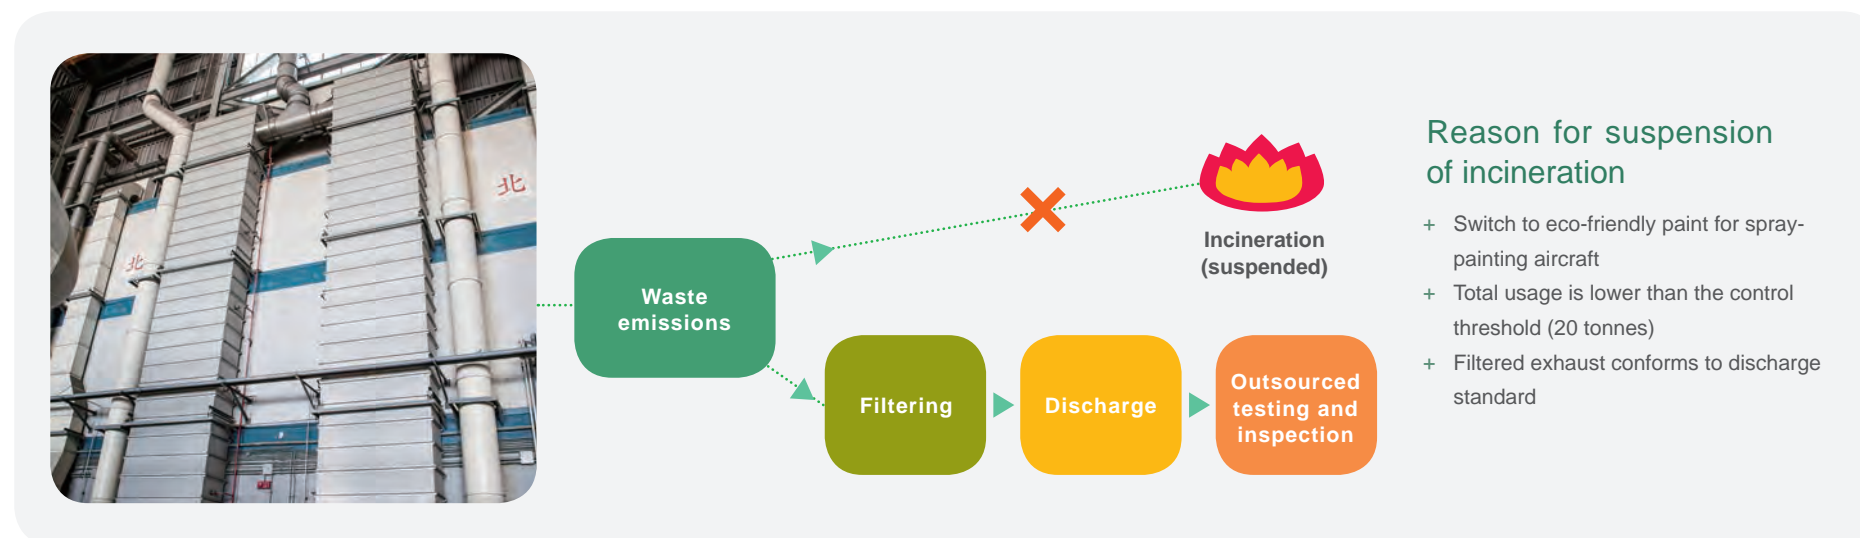 北
北
Waste
emissions
Incineration
(suspended)
Filtering
Discharge
Outsourced
testing and
inspection
Reason for suspension
of incineration
+ Switch to eco-friendly paint for spray-
painting aircraft
+ Total usage is lower than the control
threshold (20 tonnes)
+ Filtered exhaust conforms to discharge
standard